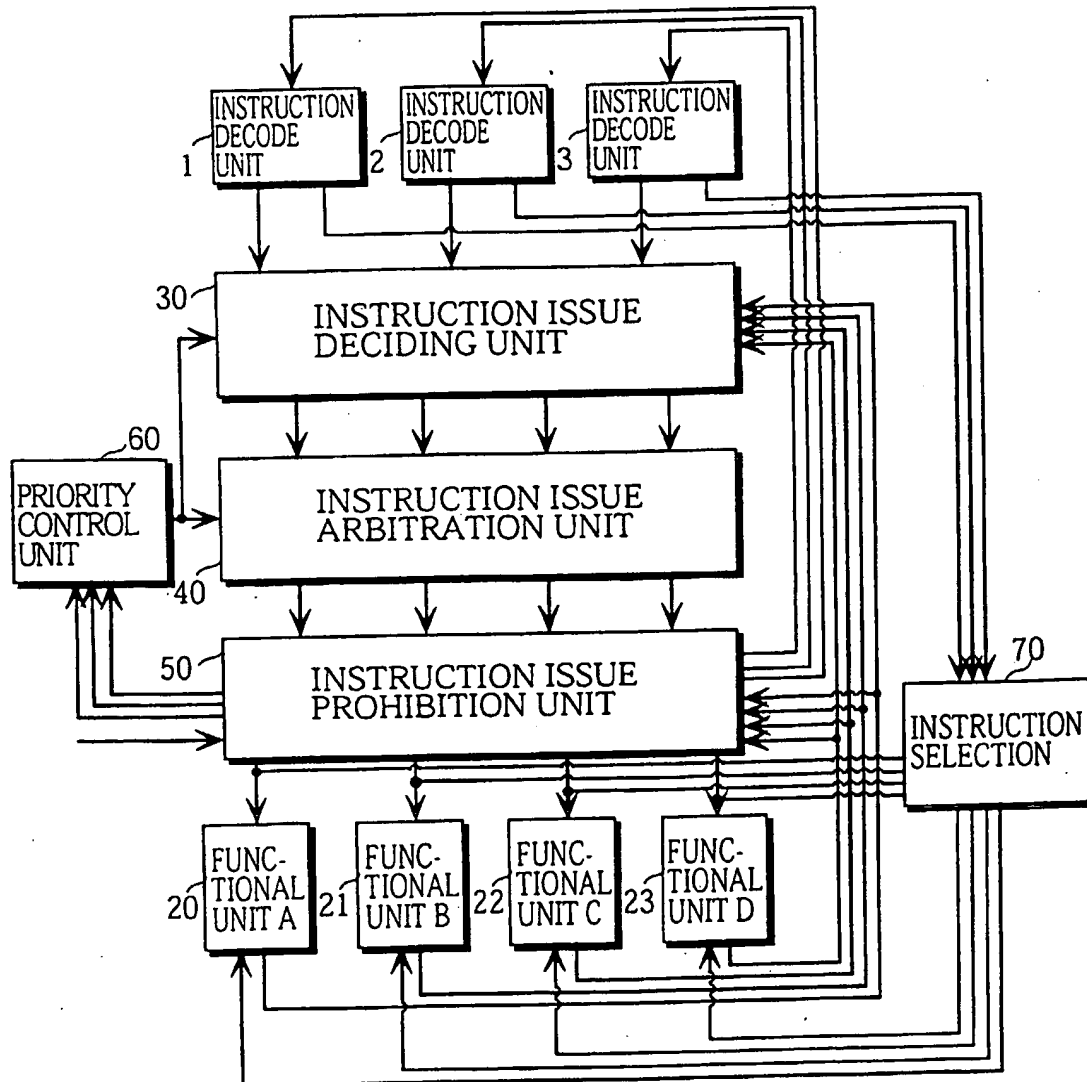 INSTRUCTION
DECODE
UNIT
1
INSTRUCTION
DECODE
UNIT
2
INSTRUCTION
DECODE
UNIT
3
30
INSTRUCTION ISSUE
DECIDING UNIT
60
PRIORITY
CONTROL
UNIT
INSTRUCTION ISSUE
ARBITRATION UNIT
40
50
INSTRUCTION ISSUE
PROHIBITION UNIT
70
INSTRUCTION
SELECTION
FUNC-
TIONAL
UNIT A
20
FUNC-
TIONAL
UNIT B
21
FUNC-
TIONAL
UNIT C
22
FUNC-
TIONAL
UNIT D
23